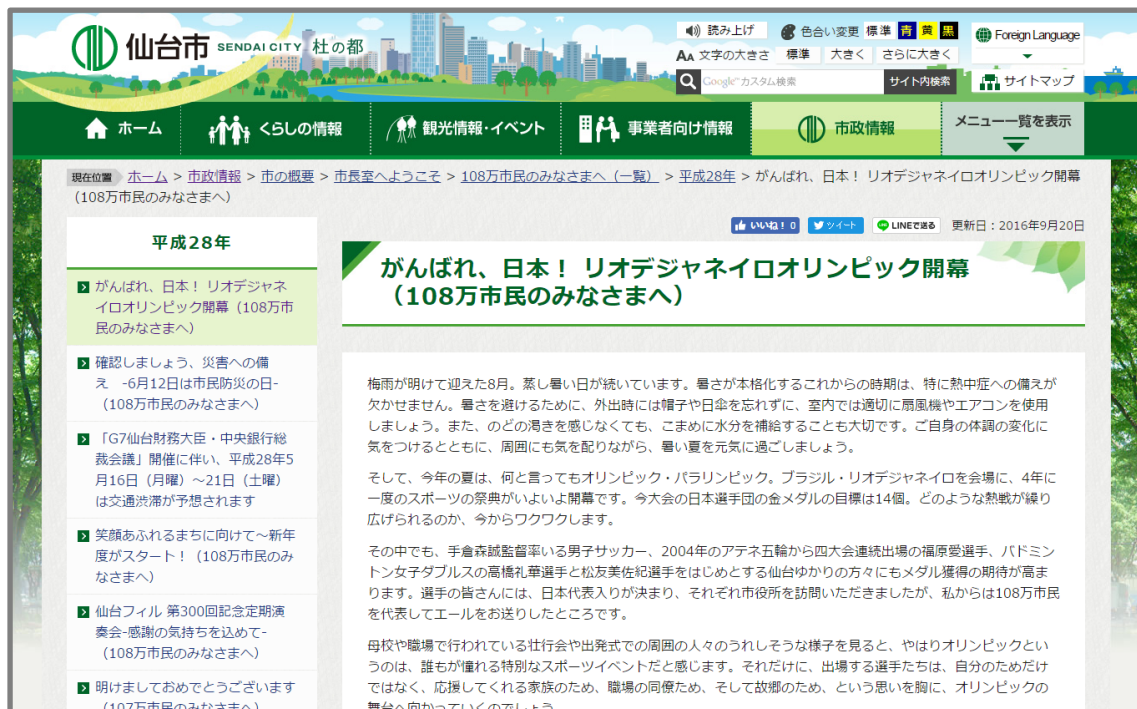 仙台市 SENDAI CITY 杜の都
読み上げ 色合い変更 標準 青 黄 黒 Foreign Language
AA 文字の大きさ 標準 大きく さらに大きく
Google カスタム検索 サイト内検索 サイトマップ
ホーム くらしの情報 観光情報・イベント 事業者向け情報 市政情報 メニュー一覧を表示
現在位置 ホーム > 市政情報 > 市の概要 > 市長室へようこそ > 108万市民のみなさまへ（一覧） > 平成28年 > がんばれ、日本！ リオデジャネイロオリンピック開幕
（108万市民のみなさまへ）
いいね！ 0 ツイート LINEで送る 更新日：2016年9月20日
平成28年
がんばれ、日本！ リオデジャネ
イロオリンピック開幕（108万市
民のみなさまへ）
確認しましょう、災害への備
え -6月12日は市民防災の日-
（108万市民のみなさまへ）
「G7仙台財務大臣・中央銀行総
裁会議」開催に伴い、平成28年5
月16日（月曜）～21日（土曜）
は交通渋滞が予想されます
笑顔あふれるまちに向けて～新年
度がスタート！（108万市民のみ
なさまへ）
仙台フィル 第300回記念定期演
奏会-感謝の気持ちを込めて-
（108万市民のみなさまへ）
明けましておめでとうございます
（107万市民のみなさまへ）
がんばれ、日本！ リオデジャネイロオリンピック開幕
（108万市民のみなさまへ）
梅雨が明けて迎えた8月。蒸し暑い日が続いています。暑さが本格化するこれからの時期は、特に熱中症への備えが
欠かせません。暑さを避けるために、外出時には帽子や日傘を忘れずに、室内では適切に扇風機やエアコンを使用
しましょう。また、のどの渇きを感じなくても、こまめに水分を補給することも大切です。ご自身の体調の変化に
気をつけるとともに、周囲にも気を配りながら、暑い夏を元気に過ごしましょう。
そして、今年の夏は、何と言ってもオリンピック・パラリンピック。ブラジル・リオデジャネイロを会場に、4年に
一度のスポーツの祭典がいよいよ開幕です。今大会の日本選手団の金メダルの目標は14個。どのような熱戦が繰り
広げられるのか、今からワクワクします。
その中でも、手倉森誠監督率いる男子サッカー、2004年のアテネ五輪から四大会連続出場の福原愛選手、バドミン
トン女子ダブルスの高橋礼華選手と松友美佐紀選手をはじめとする仙台ゆかりの方々にもメダル獲得の期待が高ま
ります。選手の皆さんには、日本代表入りが決まり、それぞれ市役所を訪問いただきましたが、私からは108万市民
を代表してエールをお送りしたところです。
母校や職場で行われている壮行会や出発式での周囲の人々のうれしそうな様子を見ると、やはりオリンピックとい
うのは、誰もが憧れる特別なスポーツイベントだと感じます。それだけに、出場する選手たちは、自分のためだけ
ではなく、応援してくれる家族のため、職場の同僚ため、そして故郷のため、という思いを胸に、オリンピックの
舞台へ向かっていくのでしょう。